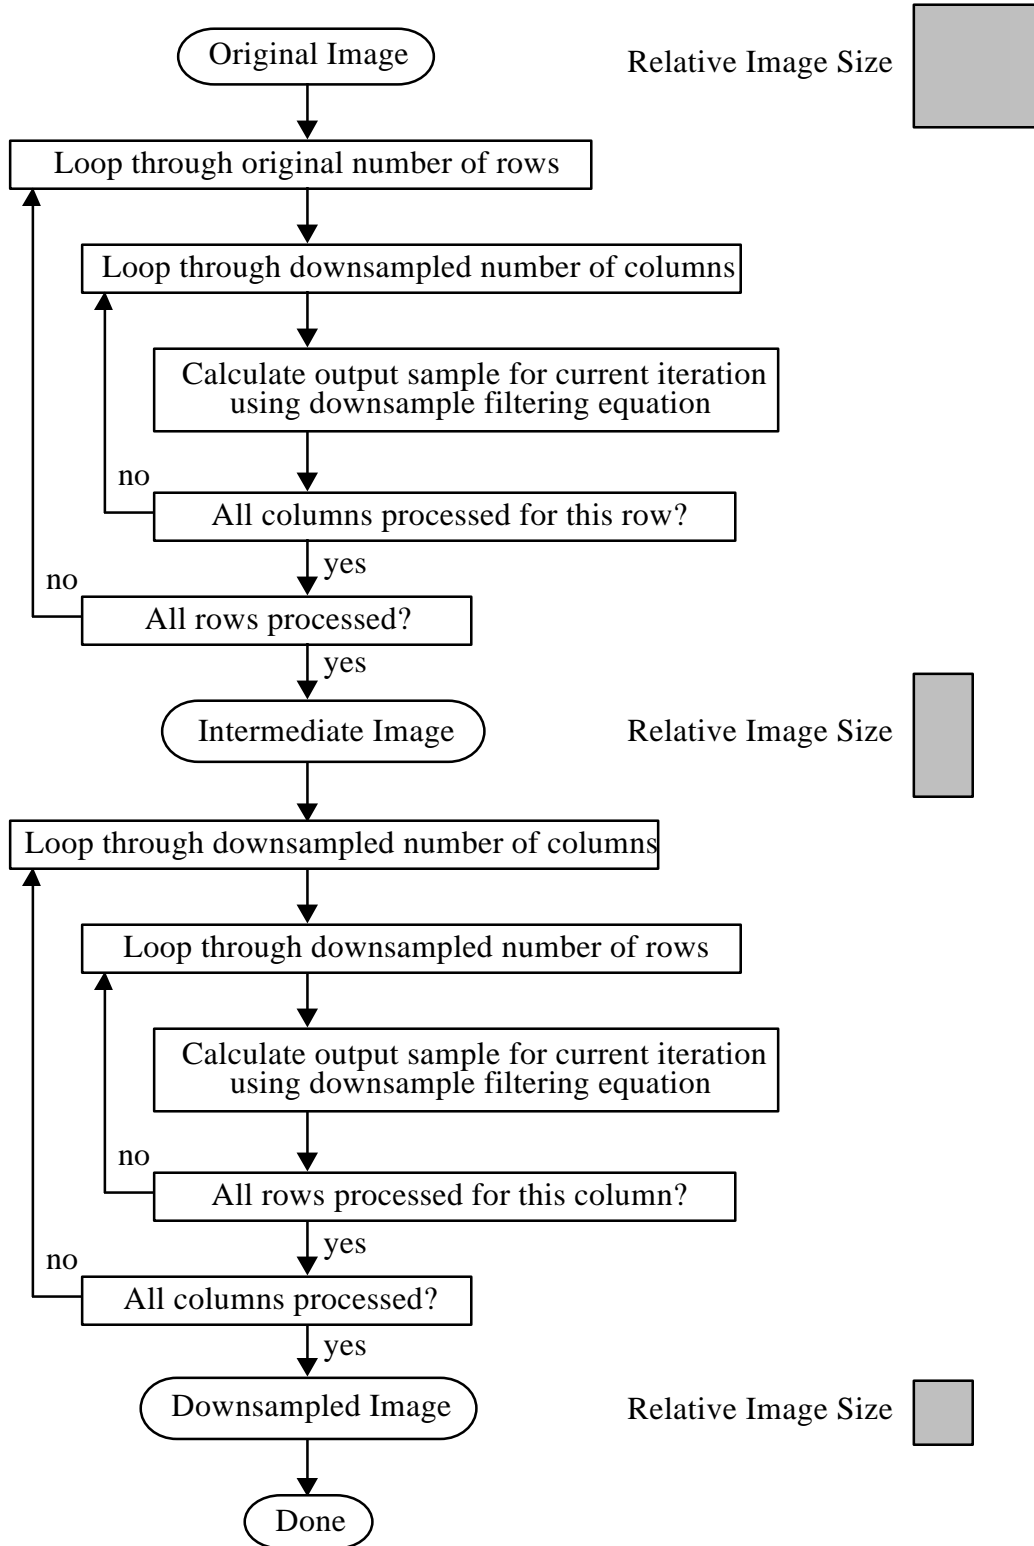 Original Image
Relative Image Size
Loop through original number of rows
Loop through downsampled number of columns
Calculate output sample for current iteration
using downsample filtering equation
no
All columns processed for this row?
yes
no
All rows processed?
yes
Intermediate Image
Relative Image Size
Loop through downsampled number of columns
Loop through downsampled number of rows
Calculate output sample for current iteration
using downsample filtering equation
no
All rows processed for this column?
yes
no
All columns processed?
yes
Downsampled Image
Relative Image Size
Done